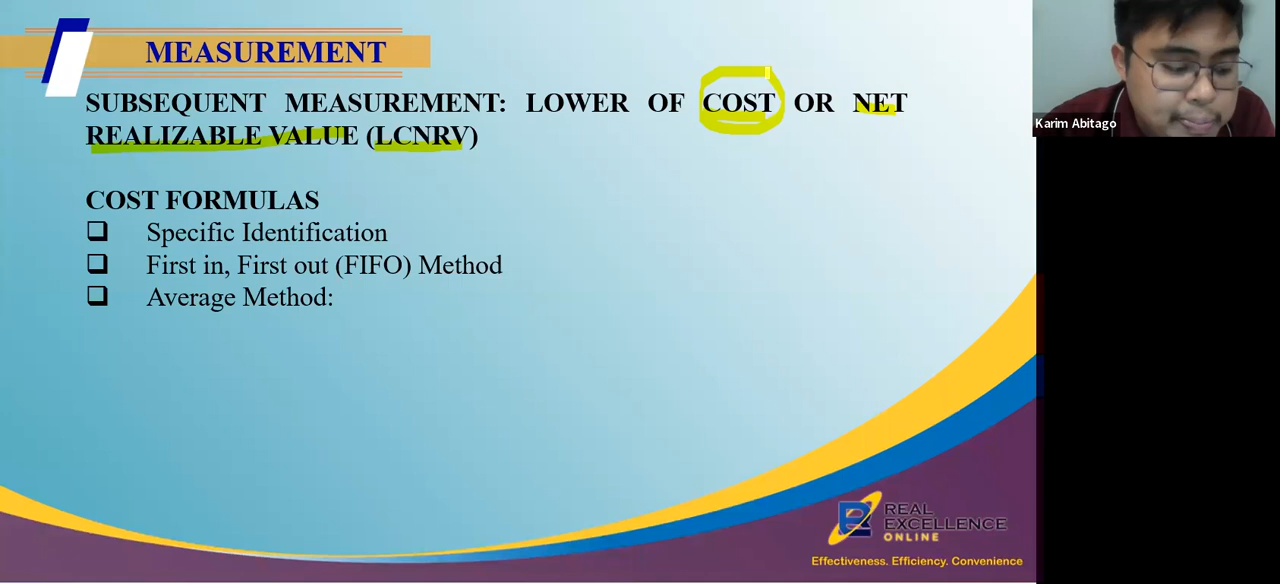 MEASUREMENT
SUBSEQUENT MEASUREMENT: LOWER OF COST OR NET
REALIZABLE VALUE (LCNRV)
COST FORMULAS
Specific Identification
First in, First out (FIFO) Method
Average Method:
Karim Abitago
REAL
EXCELLENCE
ONLINE
Effectiveness. Efficiency. Convenience